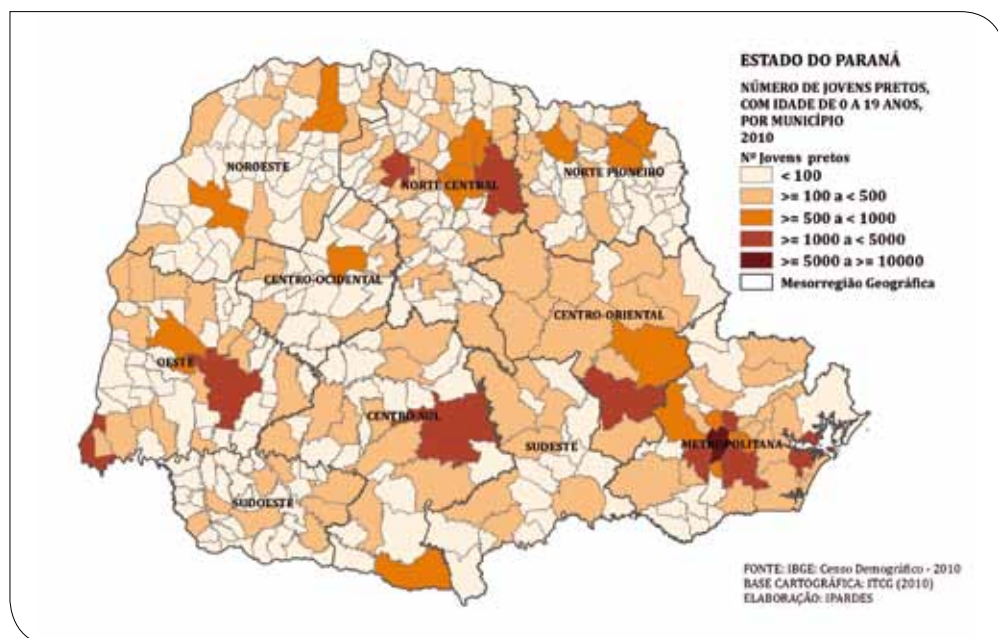 ESTADO DO PARANÁ
NÚMERO DE JOVENS PRETOS,
COM IDADE DE 0 A 19 ANOS,
POR MUNICÍPIO
2010
Nº Jovens pretos
< 100
>= 100 a < 500
>= 500 a < 1000
>= 1000 a < 5000
>= 5000 a >= 10000
Mesorregião Geográfica
NOROESTE
NORTE CENTRAL
NORTE PIONEIRO
CENTRO-OCIDENTAL
CENTRO-ORIENTAL
OESTE
CENTRO-SUL
SUDESTE
METROPOLITANA
SUDOESTE
FONTE: IBGE: Censo Demográfico - 2010
BASE CARTOGRÁFICA: ITCG (2010)
ELABORAÇÃO: IPARDES